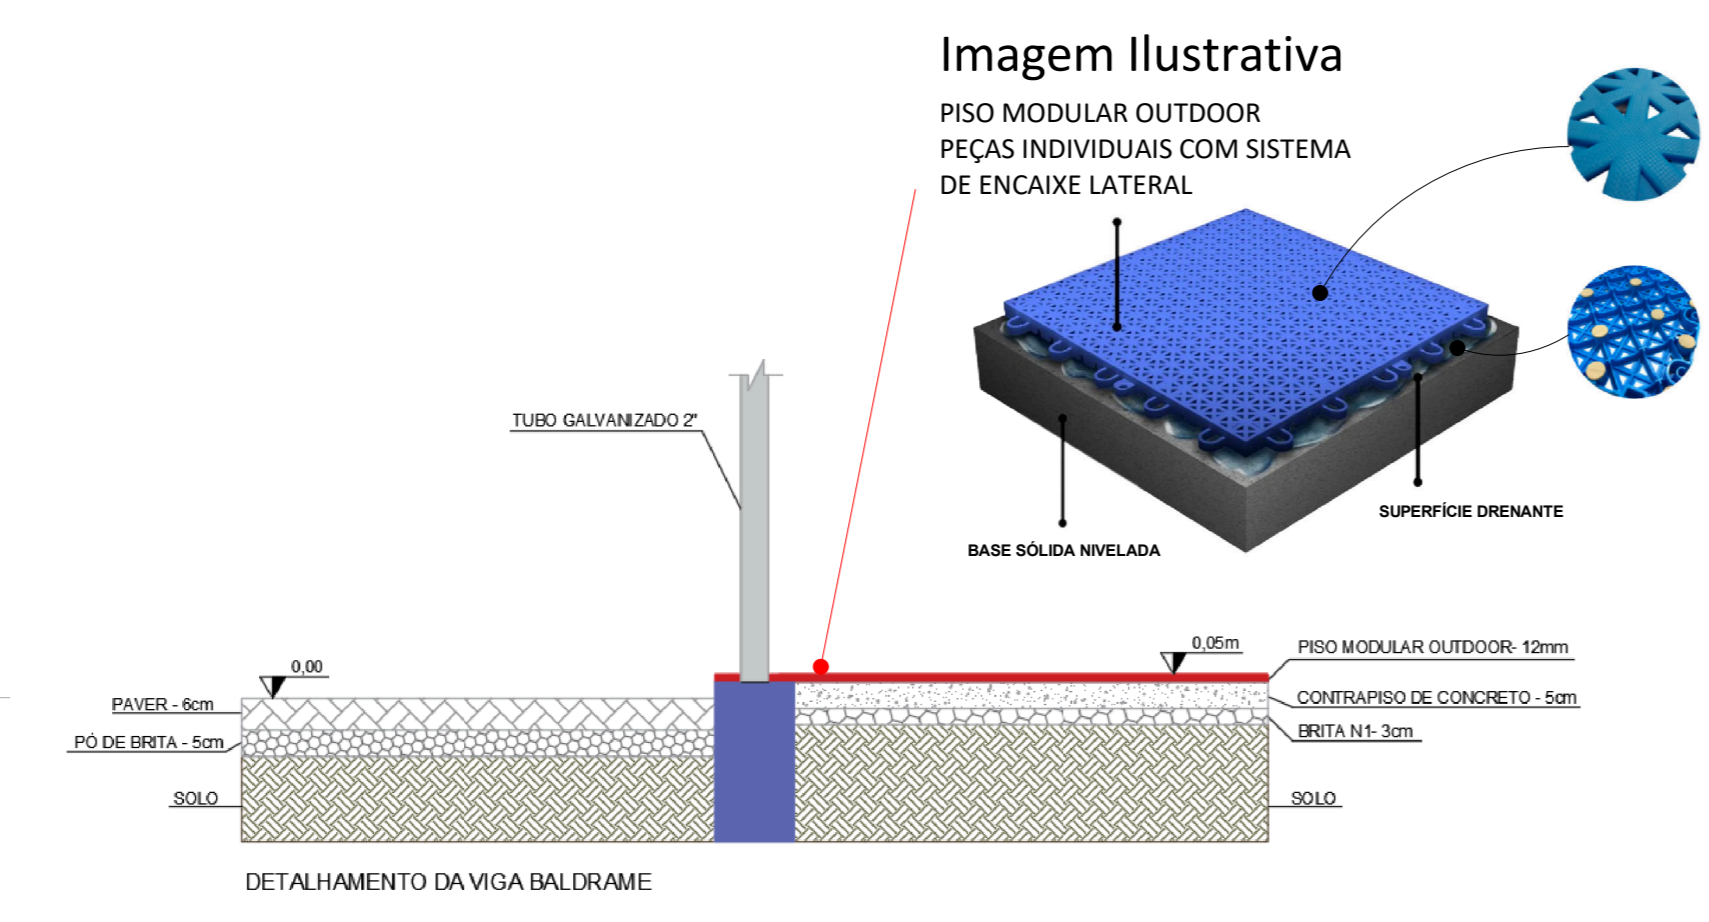 Imagem Ilustrativa
PISO MODULAR OUTDOOR
PEÇAS INDIVIDUAIS COM SISTEMA
DE ENCAIXE LATERAL
SUPERFÍCIE DRENANTE
BASE SÓLIDA NIVELADA
TUBO GALVANIZADO 2"
0,00
PAVER - 6cm
PÓ DE BRITA - 5cm
SOLO
0,05m
PISO MODULAR OUTDOOR- 12mm
CONTRAPISO DE CONCRETO - 5cm
BRITA N1- 3cm
SOLO
DETALHAMENTO DA VIGA BALDRAME